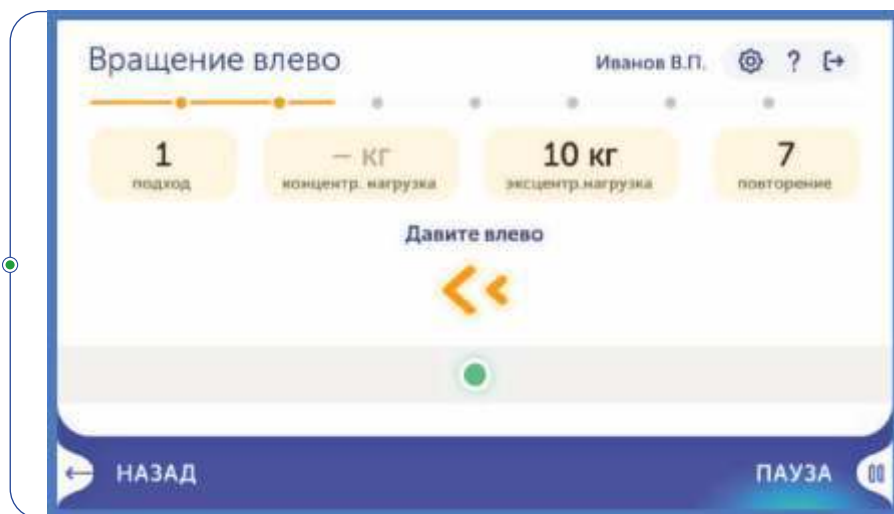 Вращение влево
Иванов В.П. ?
1
подход
– кг
концентр. нагрузка
10 кг
эксцентр.нагрузка
7
повторение
Давите влево
НАЗАД
ПАУЗА